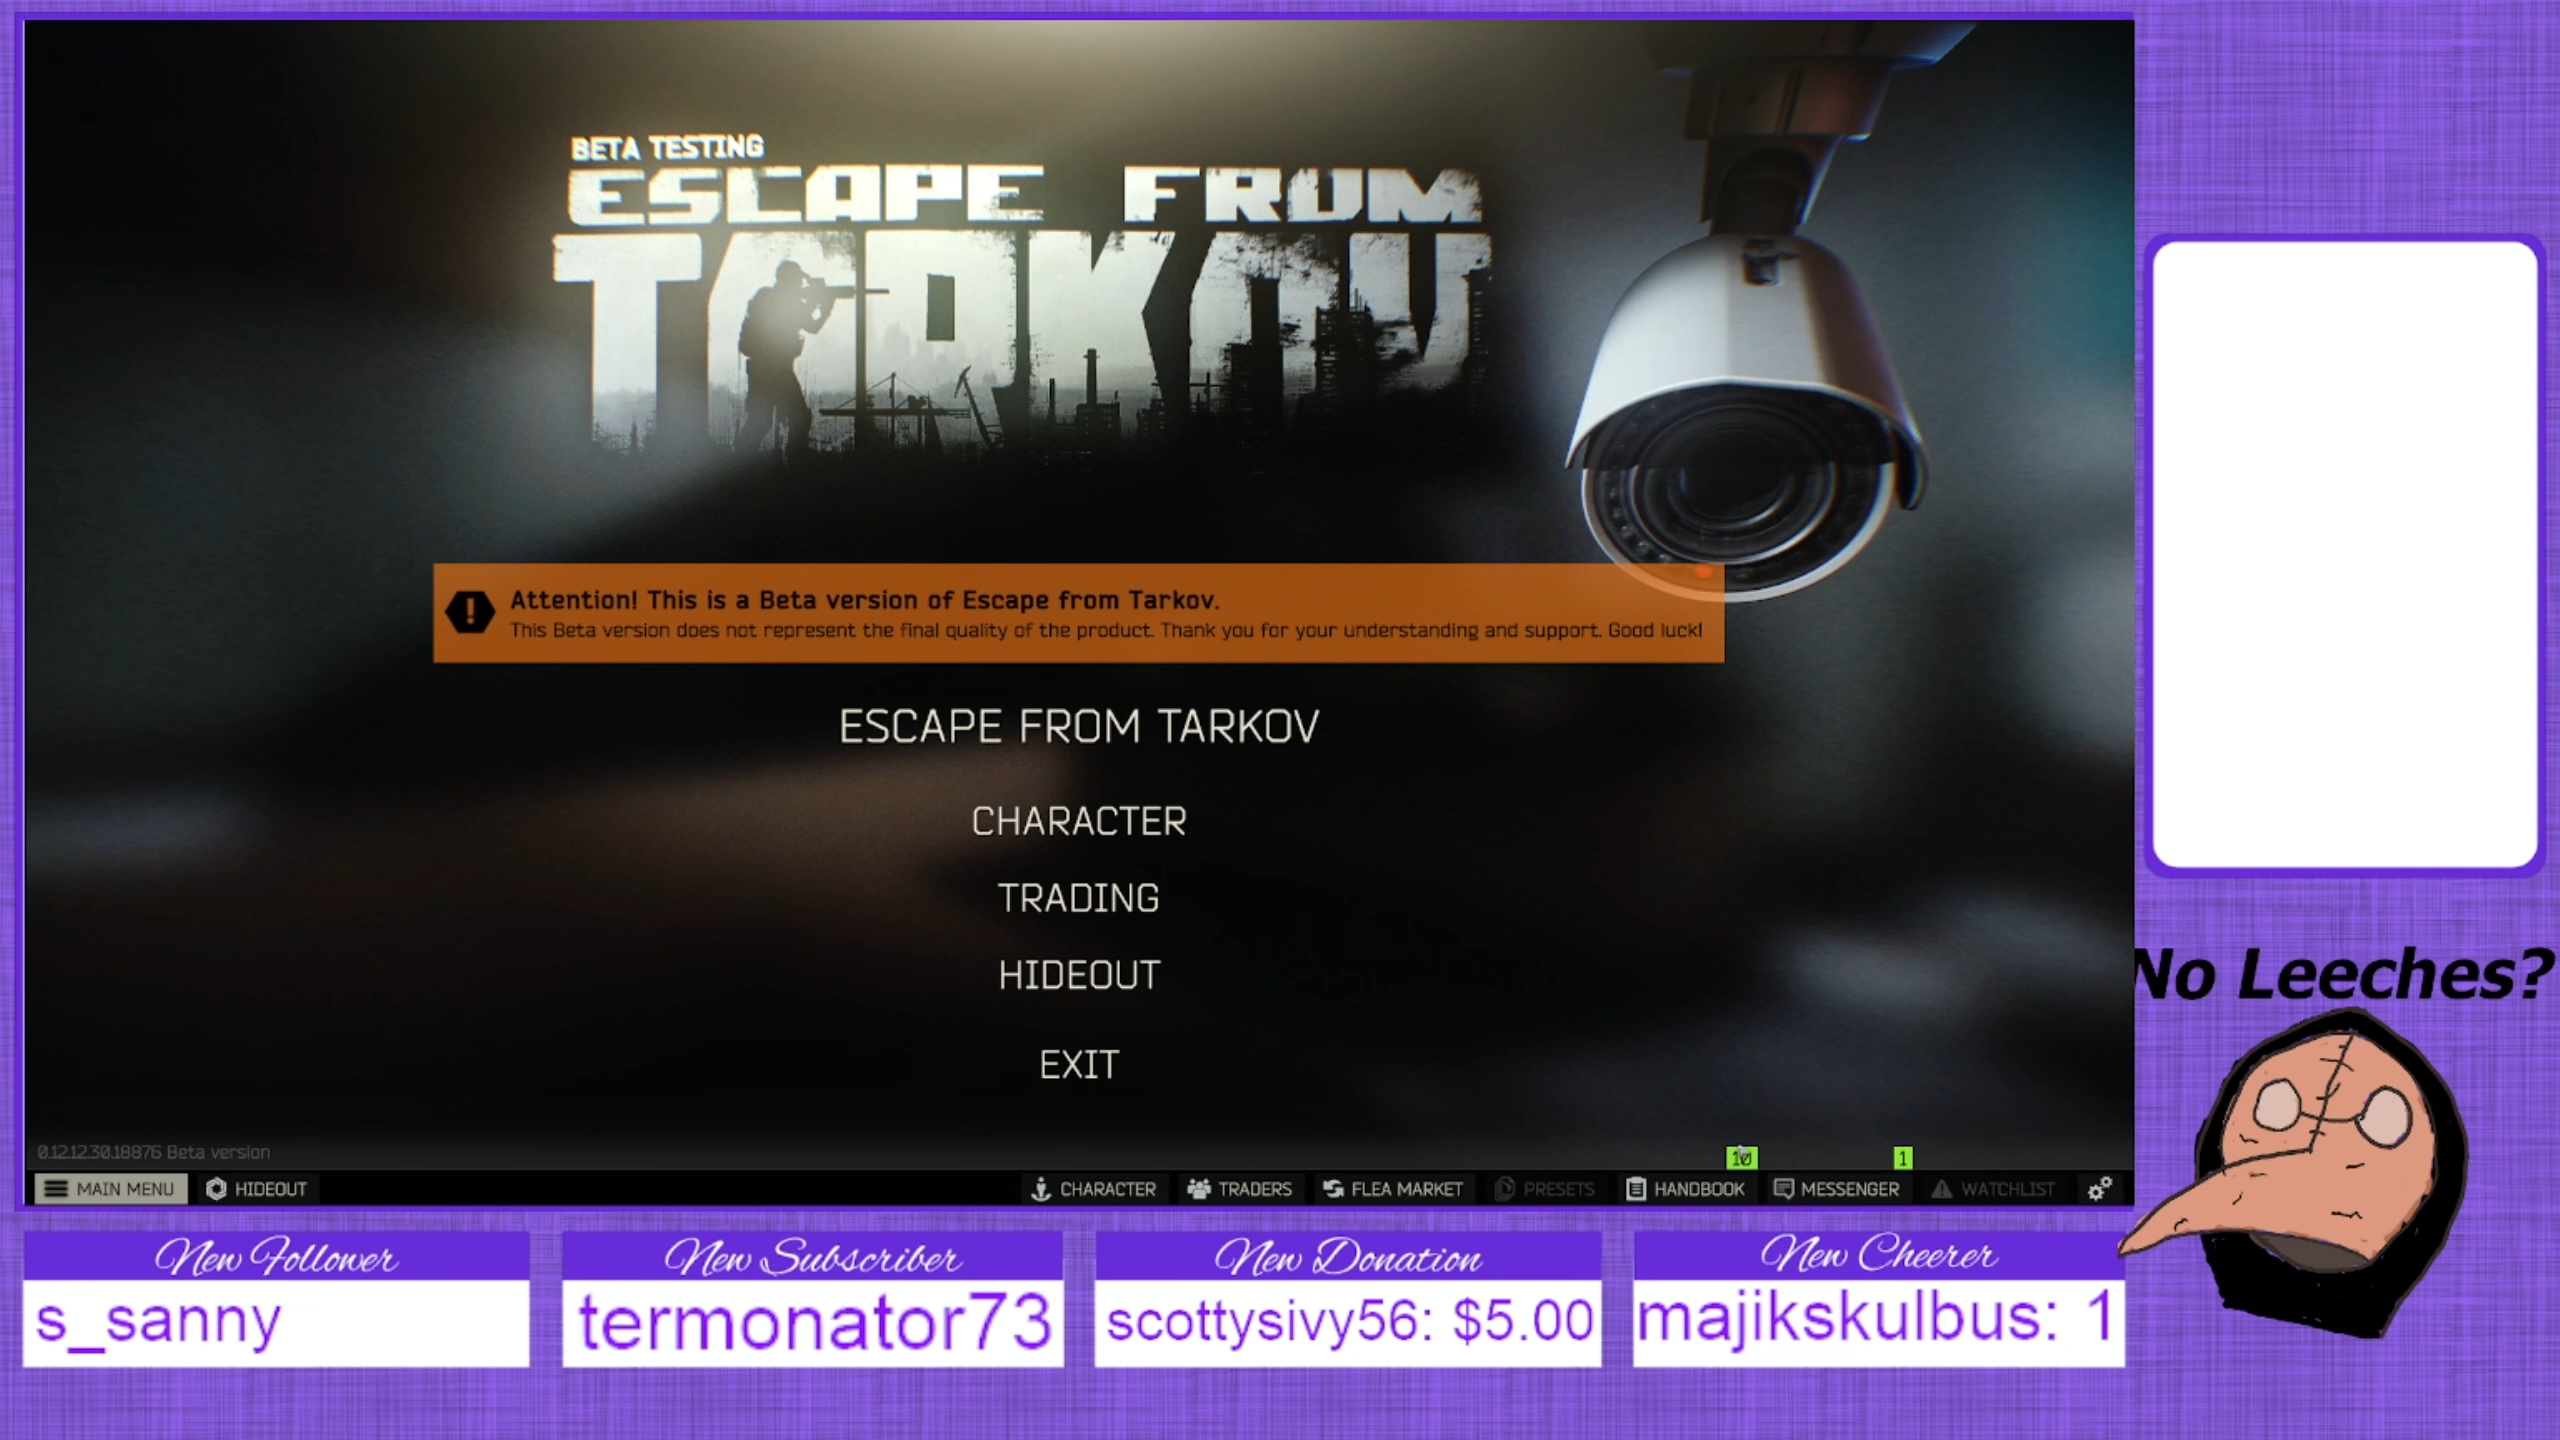 BETA TESTING
ESCAPE FROM
TARKOV
Attention! This is a Beta version of Escape from Tarkov.
This Beta version does not represent the final quality of the product. Thank you for your understanding and support. Good luck!
ESCAPE FROM TARKOV
CHARACTER
TRADING
HIDEOUT
EXIT
0.12.12.30.18876 Beta version
10
1
MAIN MENU
HIDEOUT
CHARACTER
TRADERS
FLEA MARKET
PRESETS
HANDBOOK
MESSENGER
WATCHLIST
No Leeches?
New Follower
s_sanny
New Subscriber
termonator73
New Donation
scottysivy56: $5.00
New Cheerer
majikskulbus: 1